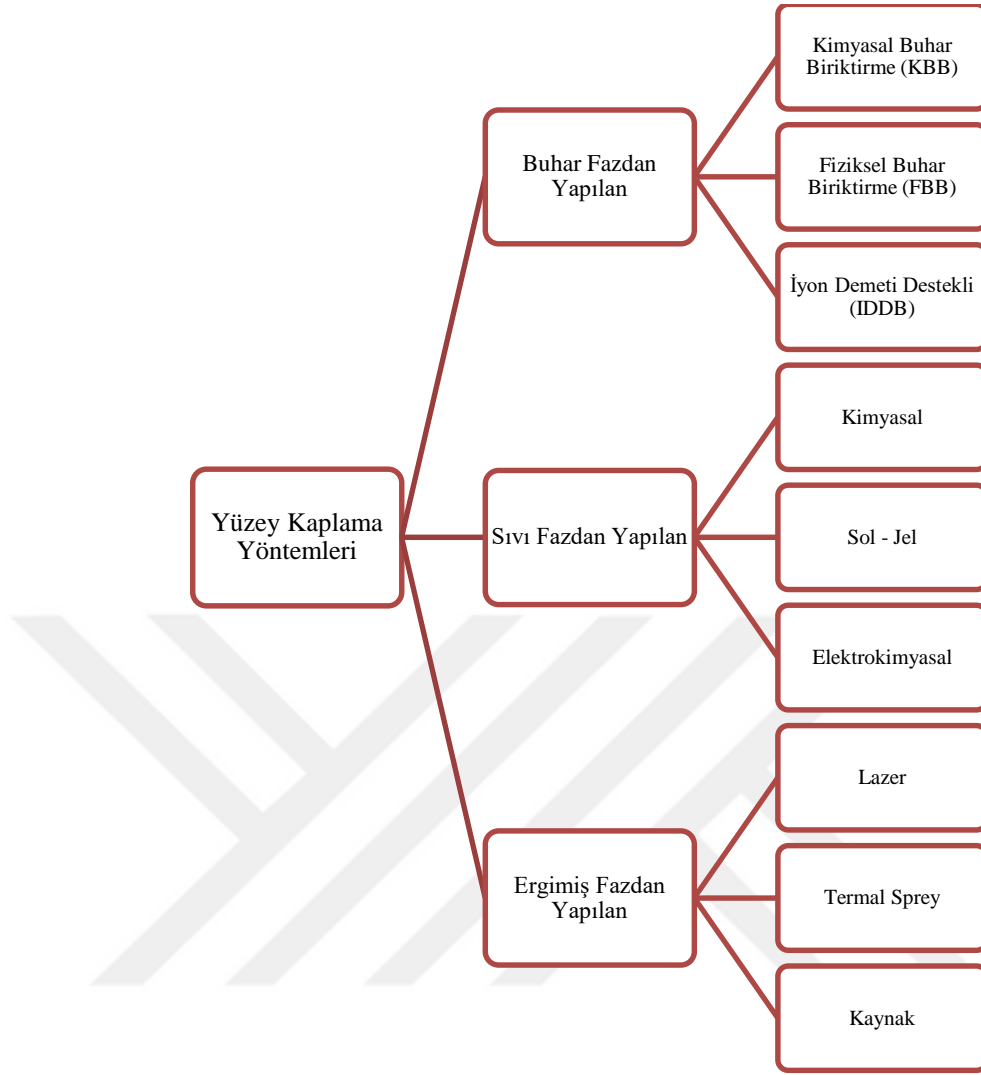 Yüzey Kaplama
Yöntemleri
Buhar Fazdan
Yapılan
Kimyasal Buhar
Biriktirme (KBB)
Fiziksel Buhar
Biriktirme (FBB)
İyon Demeti Destekli
(IDDB)
Sıvı Fazdan Yapılan
Kimyasal
Sol - Jel
Elektrokimyasal
Ergimiş Fazdan
Yapılan
Lazer
Termal Sprey
Kaynak